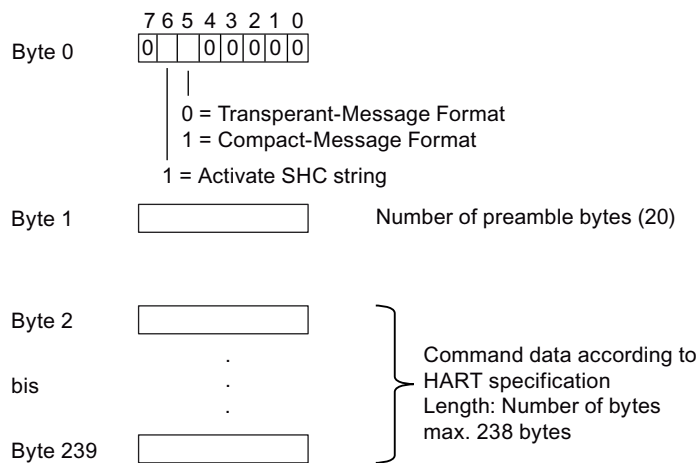 7 6 5 4 3 2 1 0
Byte 0
0 0 0 0 0 0
0 = Transperant-Message Format
1 = Compact-Message Format
1 = Activate SHC string
Byte 1
Number of preamble bytes (20)
Byte 2
bis
Byte 239
Command data according to
HART specification
Length: Number of bytes
max. 238 bytes